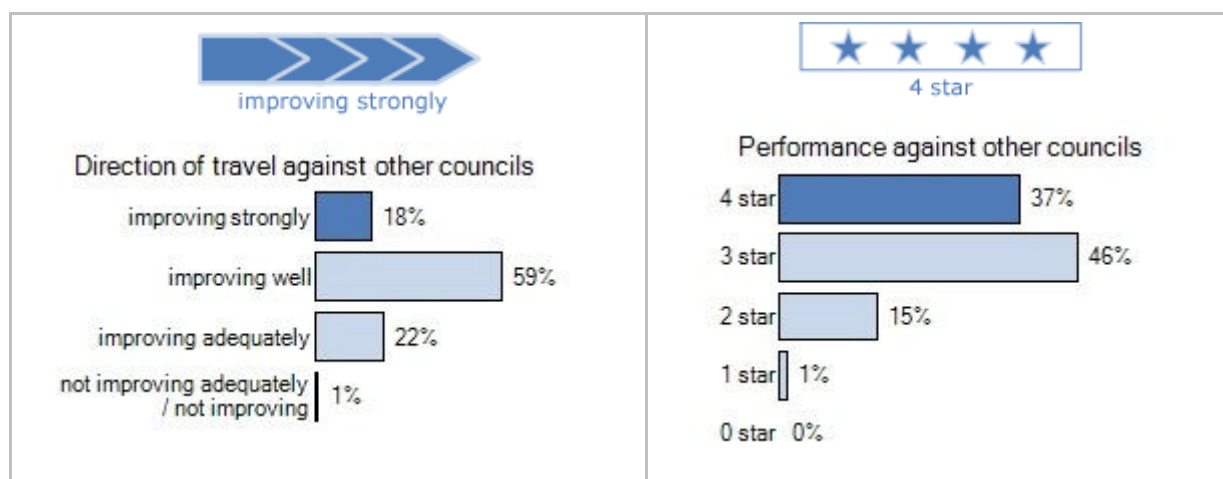 improving strongly
Direction of travel against other councils
improving strongly 18%
improving well 59%
improving adequately 22%
not improving adequately
/ not improving 1%
4 star
Performance against other councils
4 star 37%
3 star 46%
2 star 15%
1 star 1%
0 star 0%